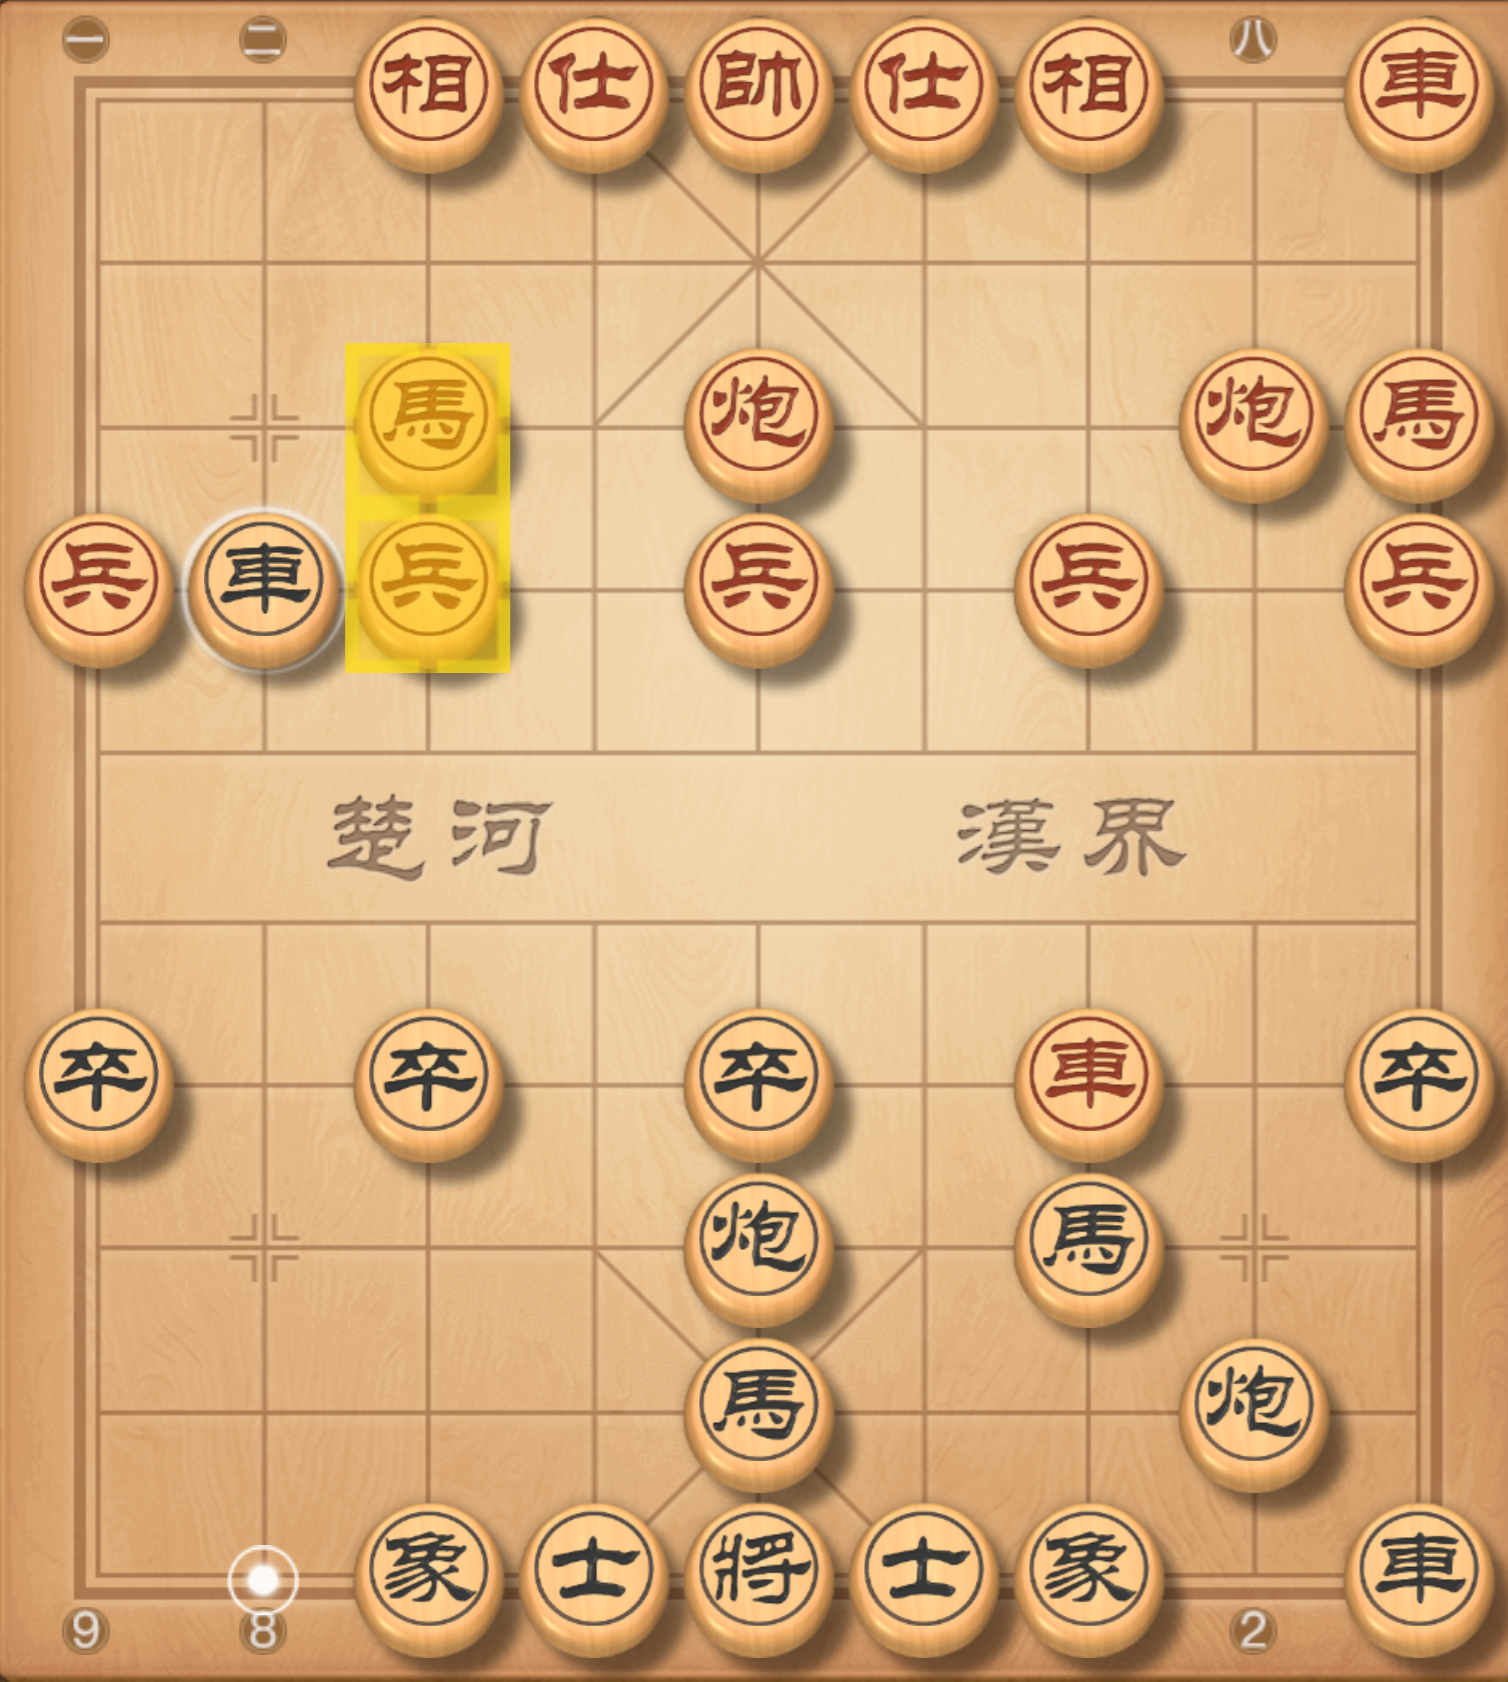 一 二 相 仕 帥 仕 相 八 車
馬 炮 炮 馬
兵 車 兵 兵 兵 兵
楚河 漢界
卒 卒 卒 車 卒
炮 馬
馬 炮
象 士 將 士 象 車
9 8 2